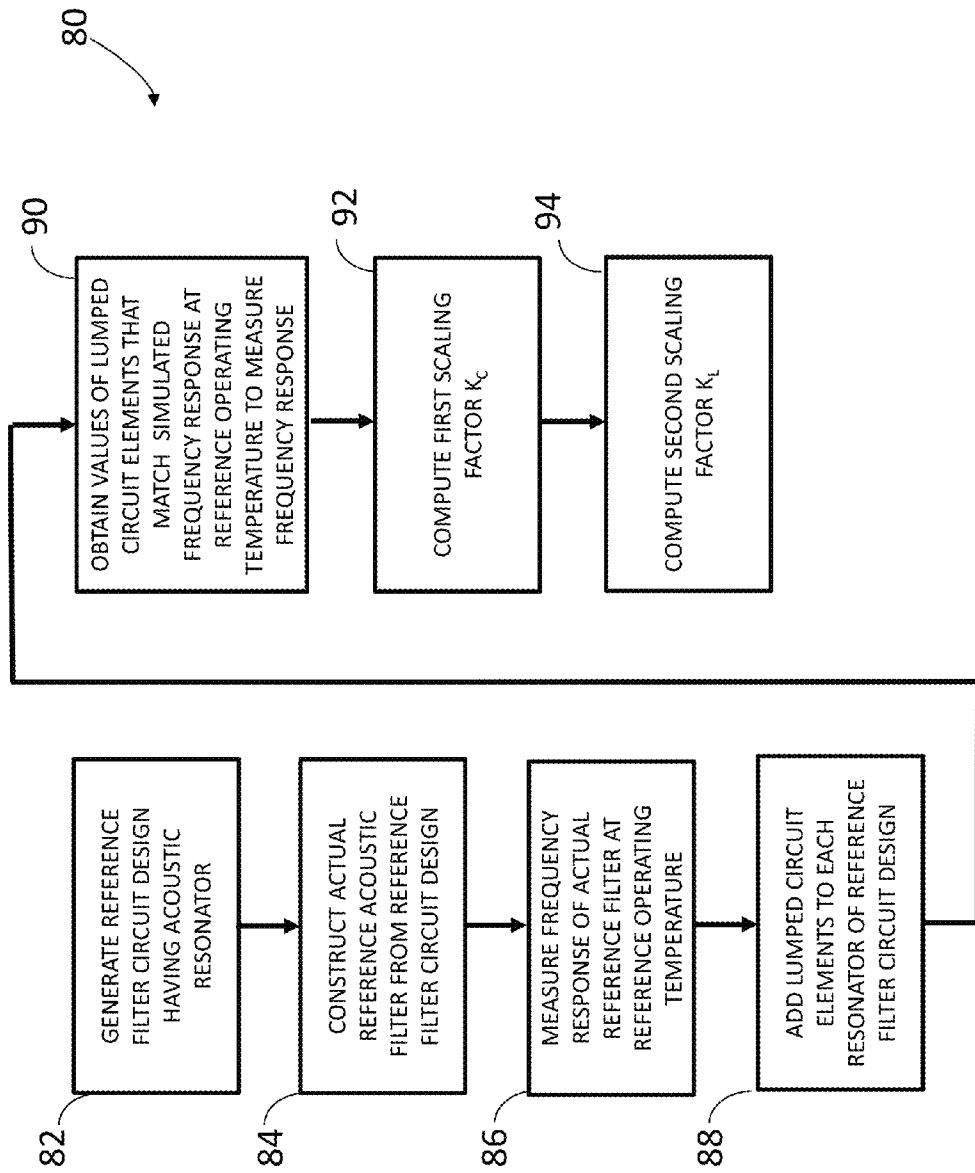 80
82
GENERATE REFERENCE
FILTER CIRCUIT DESIGN
HAVING ACOUSTIC
RESONATOR
84
CONSTRUCT ACTUAL
REFERENCE ACOUSTIC
FILTER FROM REFERENCE
FILTER CIRCUIT DESIGN
86
MEASURE FREQUENCY
RESPONSE OF ACTUAL
REFERENCE FILTER AT
REFERENCE OPERATING
TEMPERATURE
88
ADD LUMPED CIRCUIT
ELEMENTS TO EACH
RESONATOR OF REFERENCE
FILTER CIRCUIT DESIGN
90
OBTAIN VALUES OF LUMPED
CIRCUIT ELEMENTS THAT
MATCH SIMULATED
FREQUENCY RESPONSE AT
REFERENCE OPERATING
TEMPERATURE TO MEASURE
FREQUENCY RESPONSE
92
COMPUTE FIRST SCALING
FACTOR K_C
94
COMPUTE SECOND SCALING
FACTOR K_L